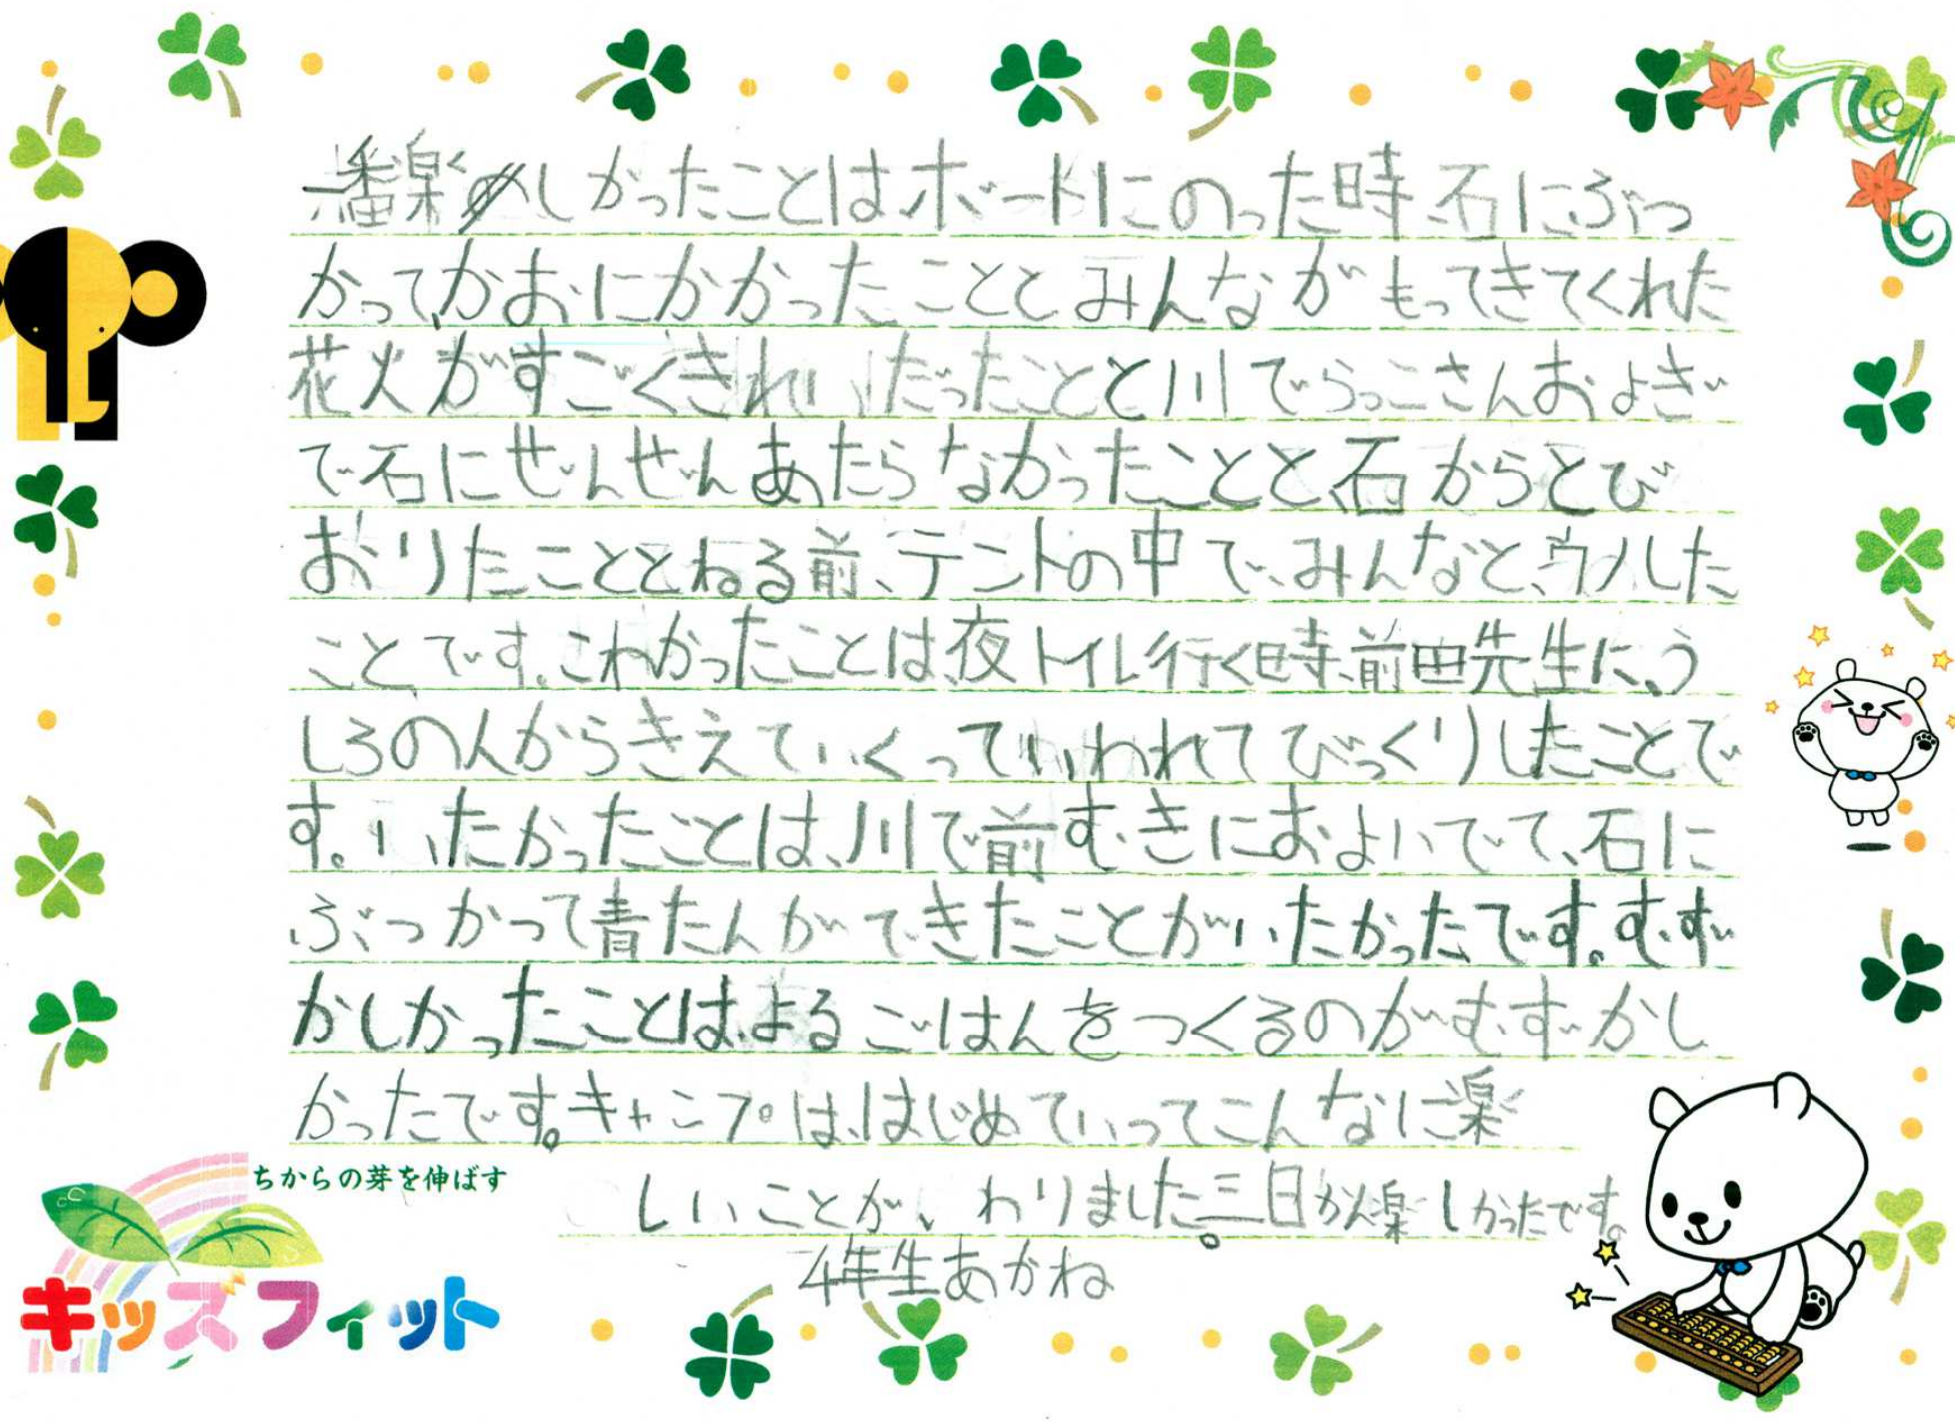 一番楽しかったことは、ボードにのった時、石にぶつ
かって、かおにかかったことと、みんながもってきてくれた
花火がすごくきれいだったことと川でらっこさんおよぎ
で石にぜんぜんあたらなかったことと、石からとび
おりたこととねる前、テントの中で、みんなと、ウノした
ことです。こわかったことは、夜トイレ行く時、前田先生に、う
しろの人からきえていくっていわれてびっくりしたことで
す。いたかったことは、川で前むきにおよいでて、石に
ぶつかって青たんができたことがいたかったです。むず
かしかったことは、よるごはんをつくるのがむずかし
かったです。キャンプは、はじめていってこんなに楽
しいことが、わりました。三日かん楽しかったです。
4年生あかね
ちからの芽を伸ばす
キッズフィット